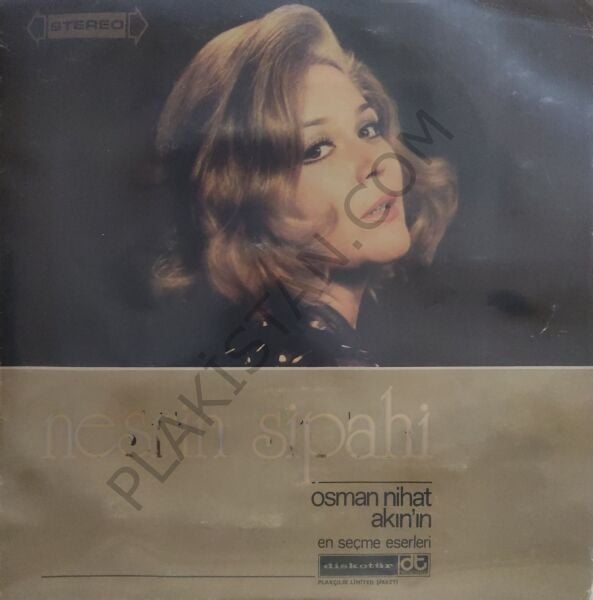 STEREO
nesrin sipahi
osman nihat
akın'ın
en seçme eserleri
diskotür dt
PLAKÇILIK LİMİTED ŞİRKETİ
PLAKİSTAN.COM